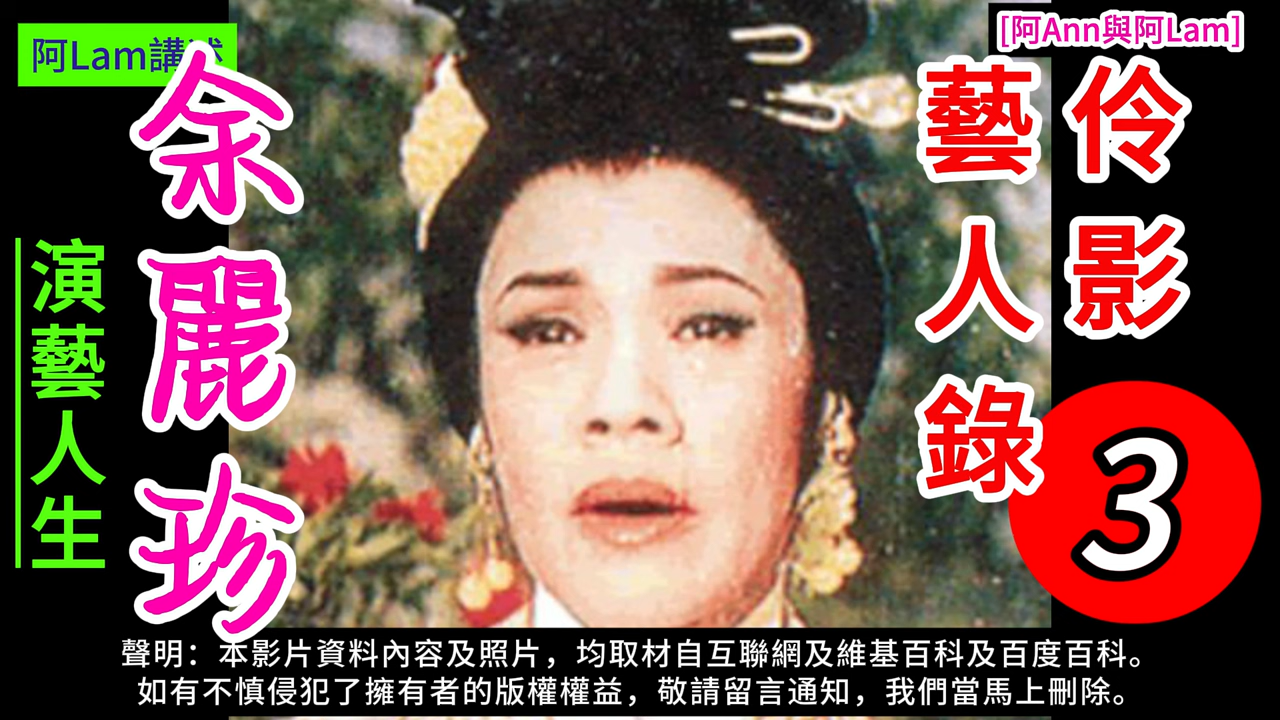 阿Lam講述
余麗珍
演藝人生
[阿Ann與阿Lam]
伶影
藝人錄
3
聲明：本影片資料內容及照片，均取材自互聯網及維基百科及百度百科。
如有不慎侵犯了擁有者的版權權益，敬請留言通知，我們當馬上刪除。